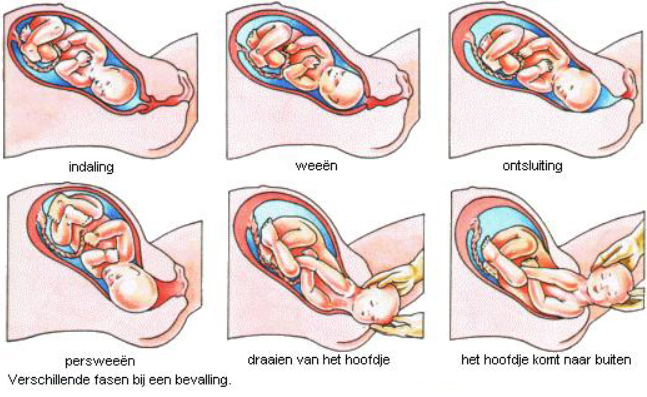 indaling
weeën
ontsluiting
persweeën
draaien van het hoofdje
het hoofdje komt naar buiten
Verschillende fasen bij een bevalling.